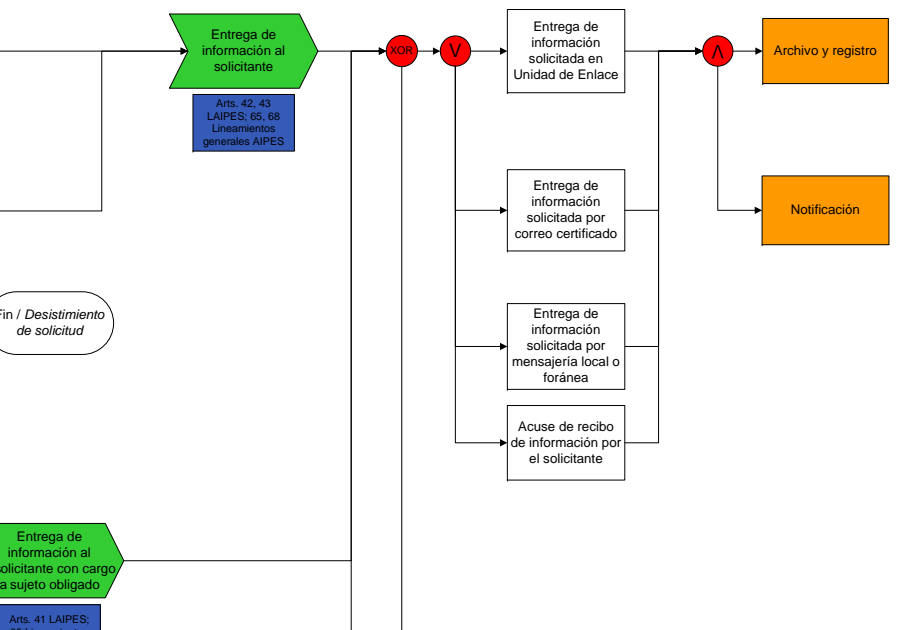 Entrega de
información al
solicitante
Arts. 42, 43
LAIPES; 65, 68
Lineamientos
generales AIPES
XOR
V
Entrega de
información
solicitada en
Unidad de Enlace
Λ
Archivo y registro
Entrega de
información
solicitada por
correo certificado
Notificación
Fin / Desistimiento
de solicitud
Entrega de
información
solicitada por
mensajería local o
foránea
Acuse de recibo
de información por
el solicitante
Entrega de
información al
solicitante con cargo
a sujeto obligado
Arts. 41 LAIPES;